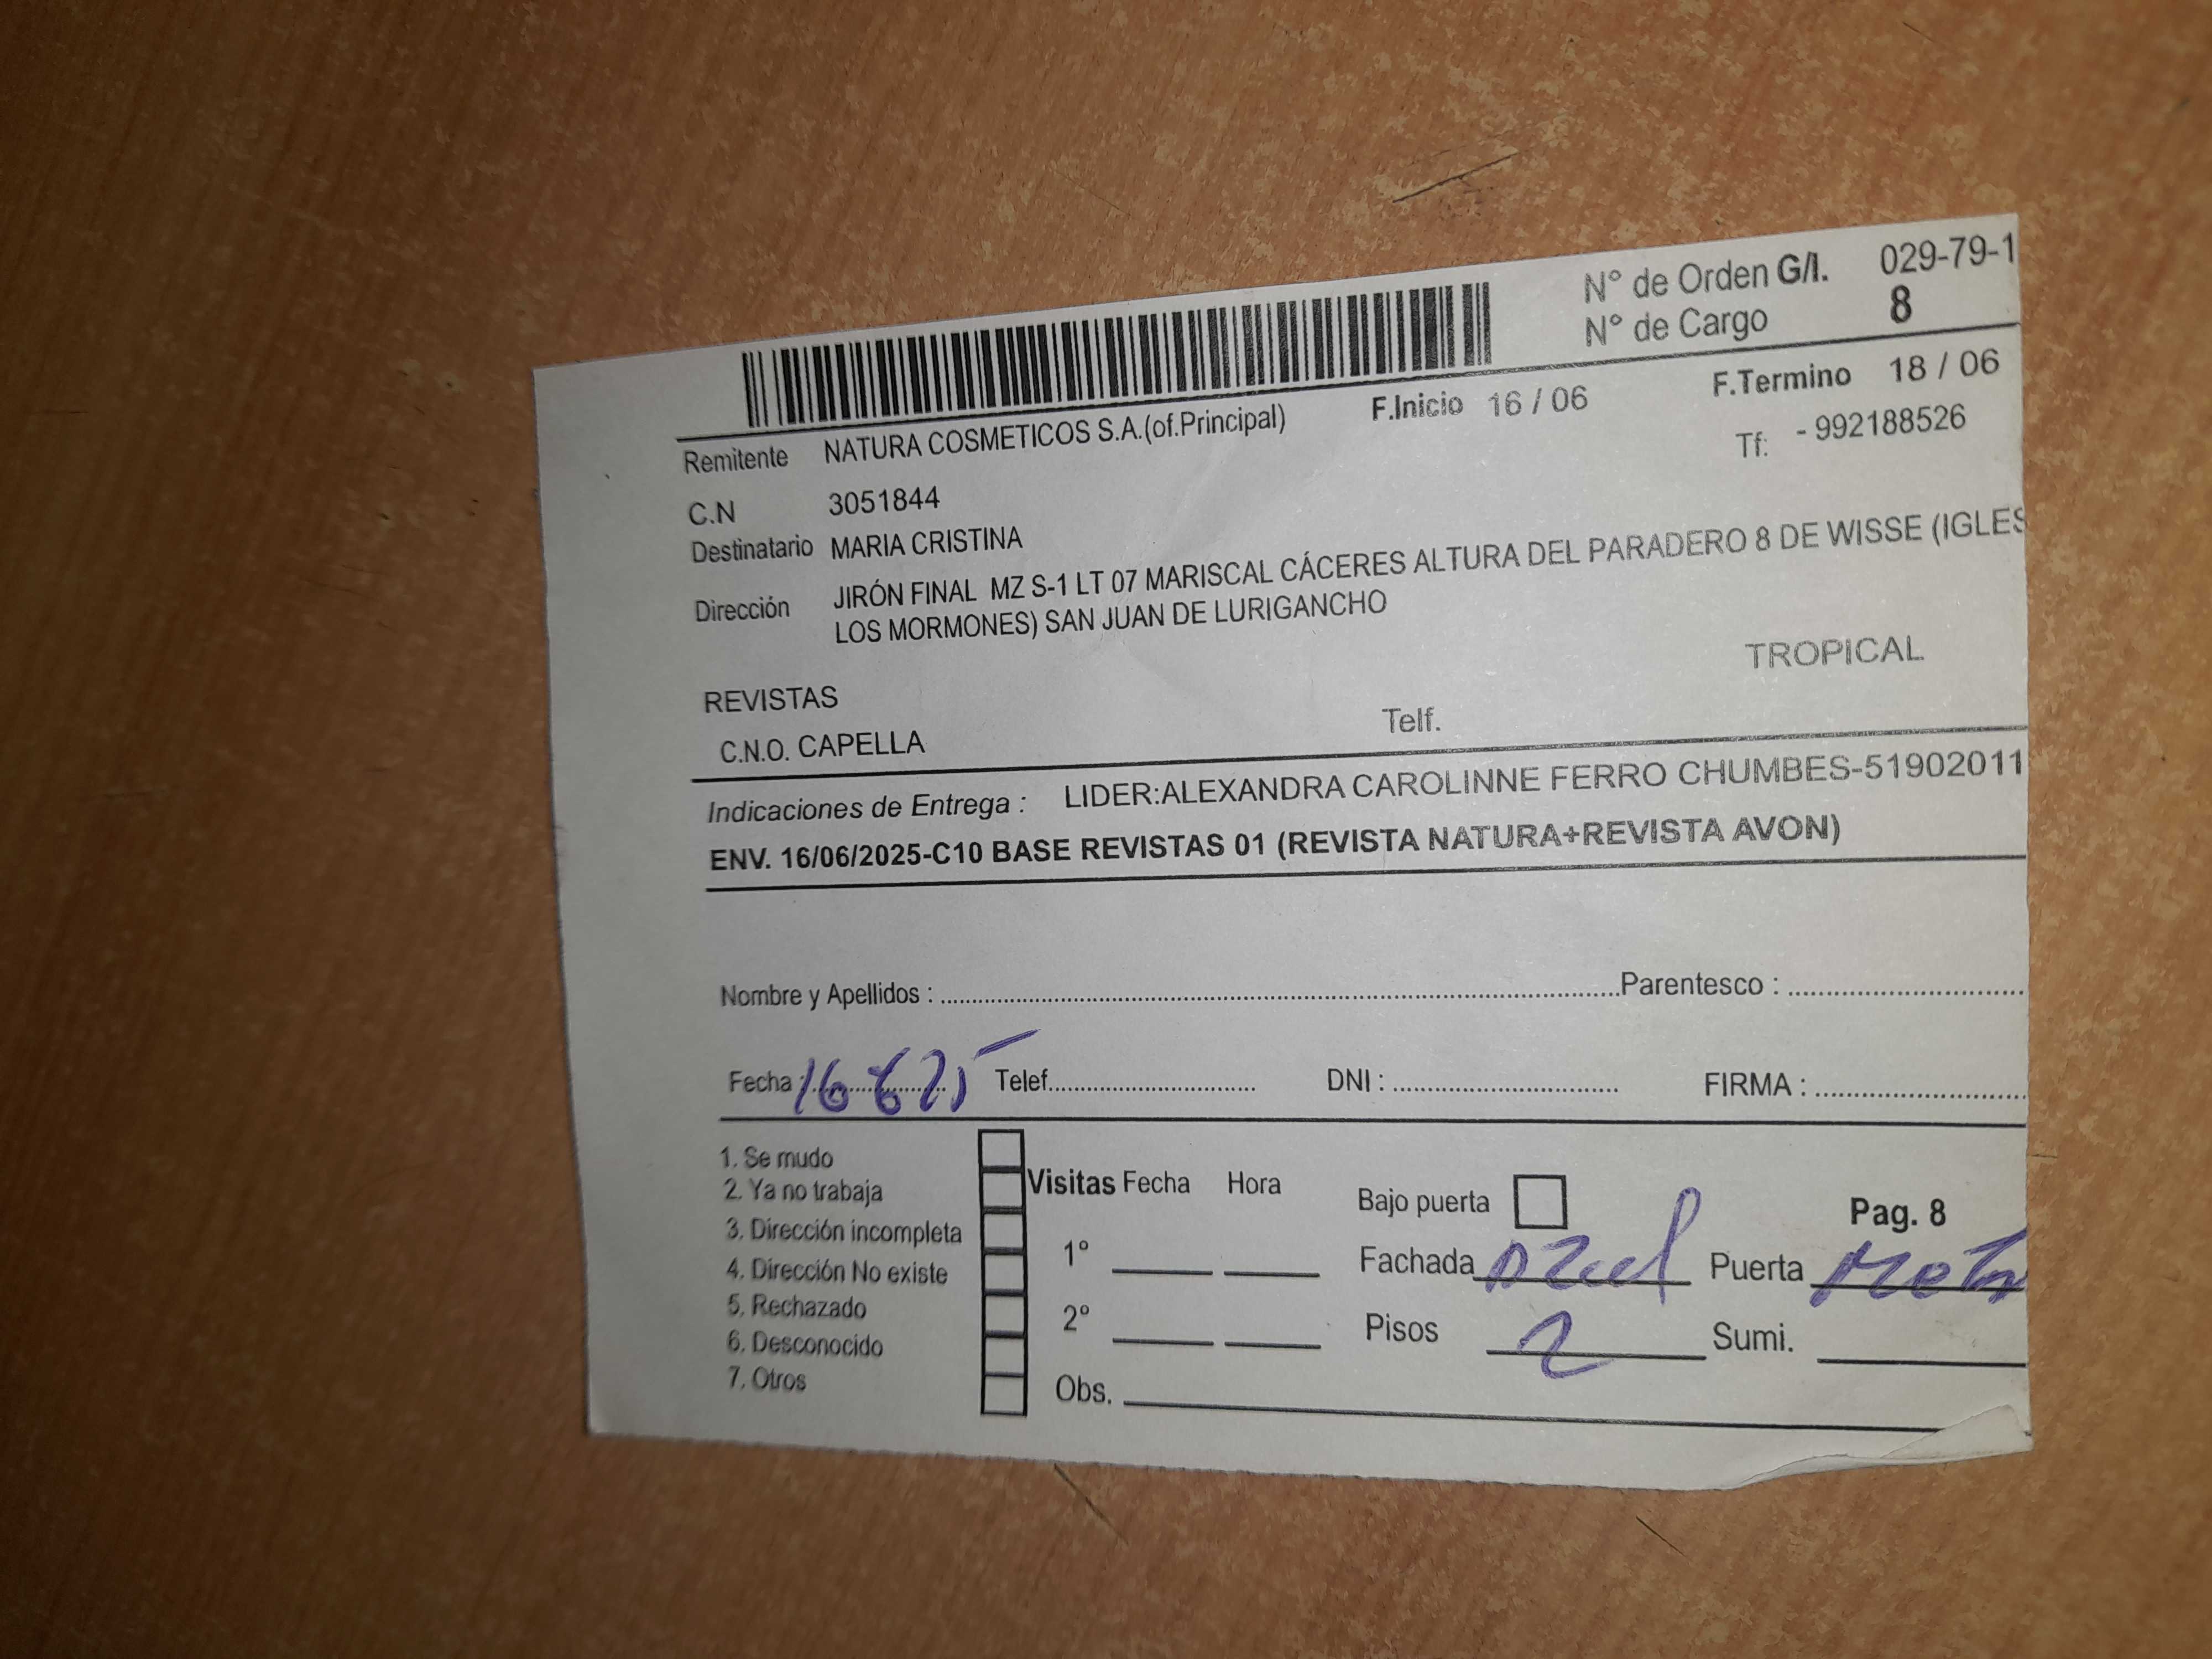 N° de Orden G/I. 029-79-1
N° de Cargo 8
F.Inicio 16 / 06 F.Termino 18 / 06
Remitente NATURA COSMETICOS S.A.(of.Principal) Tf: - 992188526
C.N 3051844
Destinatario MARIA CRISTINA
Dirección JIRÓN FINAL MZ S-1 LT 07 MARISCAL CÁCERES ALTURA DEL PARADERO 8 DE WISSE (IGLES
LOS MORMONES) SAN JUAN DE LURIGANCHO
TROPICAL
REVISTAS
C.N.O. CAPELLA Telf.
Indicaciones de Entrega : LIDER:ALEXANDRA CAROLINNE FERRO CHUMBES-51902011
ENV. 16/06/2025-C10 BASE REVISTAS 01 (REVISTA NATURA+REVISTA AVON)
Nombre y Apellidos : Parentesco :
Fecha : 16 6 25 Telef. DNI : FIRMA :
1. Se mudo
2. Ya no trabaja
3. Dirección incompleta
4. Dirección No existe
5. Rechazado
6. Desconocido
7. Otros
Visitas Fecha Hora
1°
2°
Obs.
Bajo puerta Pag. 8
Fachada azul Puerta
Pisos 2 Sumi.